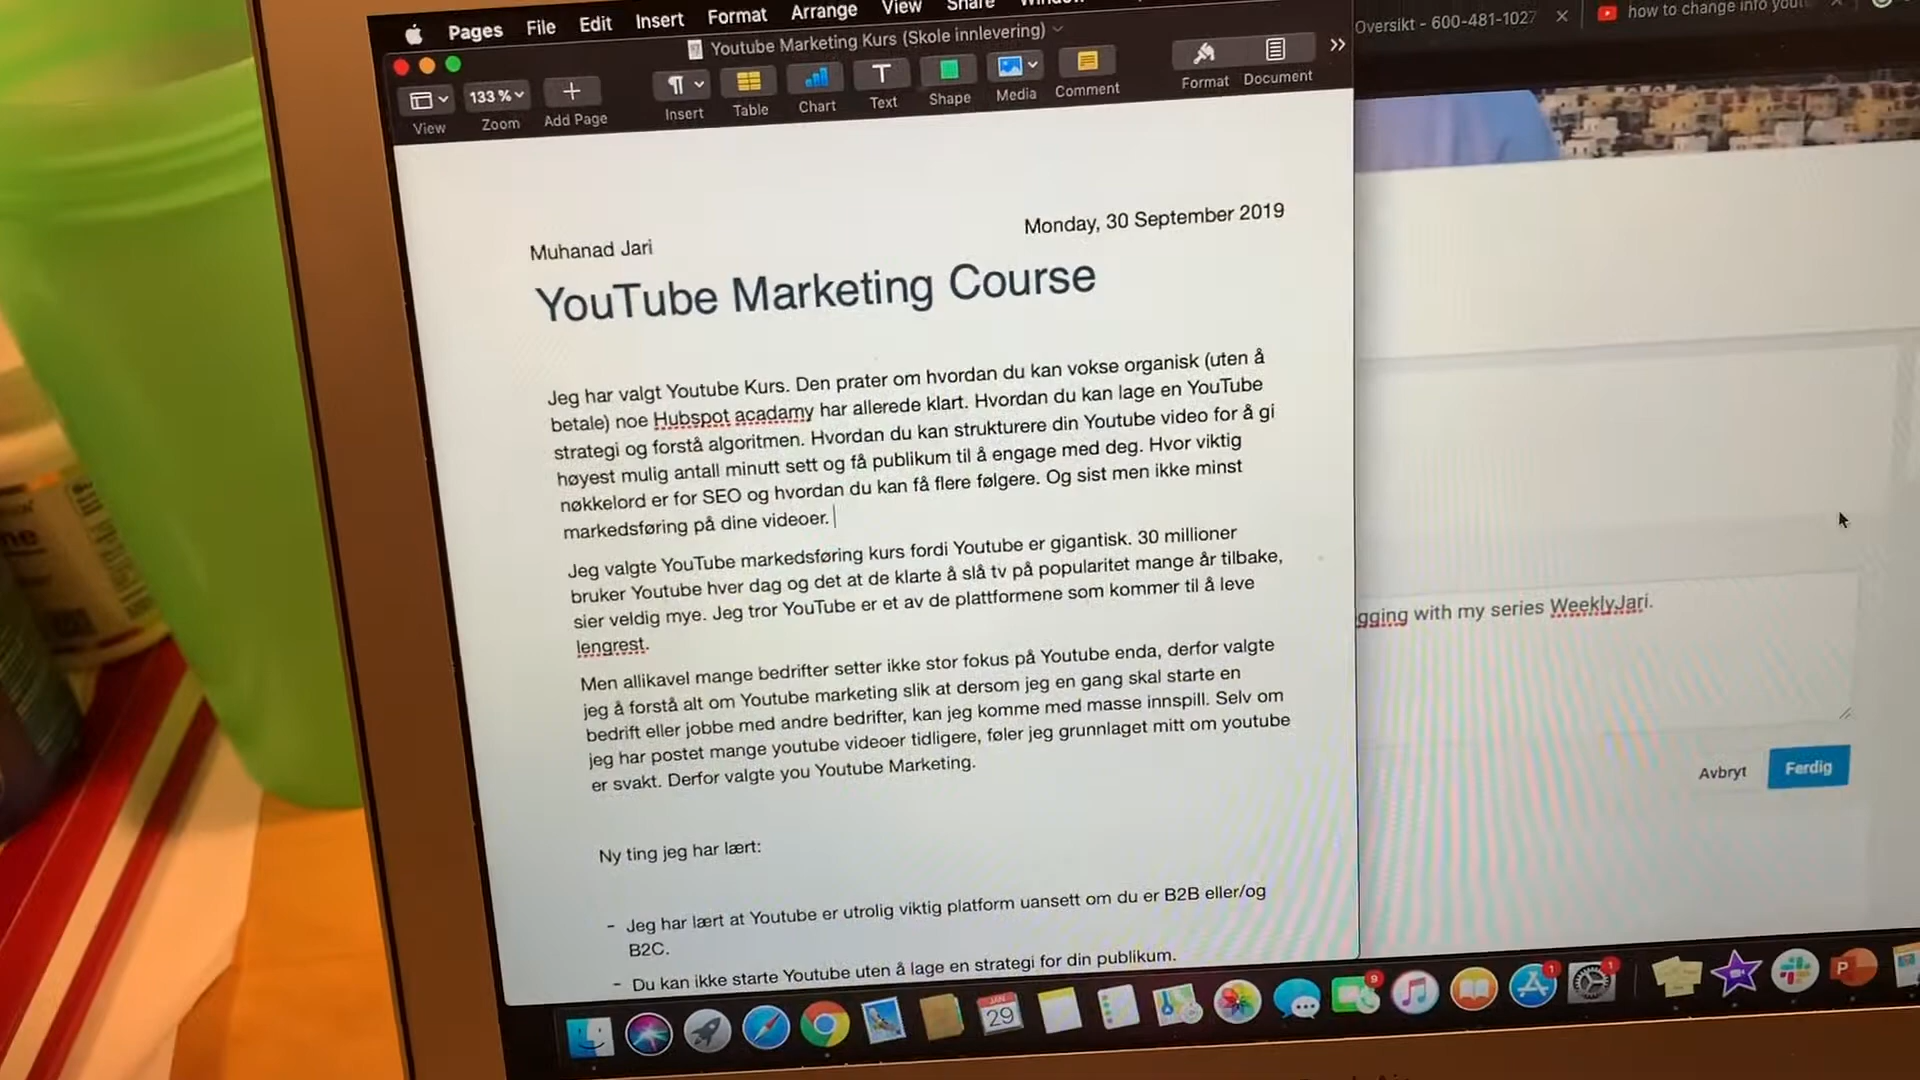 Pages File Edit Insert Format Arrange View Share
Youtube Marketing Kurs (Skole innlevering)
Oversikt - 600-481-1027
how to change info
133 %
View Zoom Add Page Insert Table Chart Text Shape Media Comment Format Document
Monday, 30 September 2019
Muhanad Jari
YouTube Marketing Course
Jeg har valgt Youtube Kurs. Den prater om hvordan du kan vokse organisk (uten å
betale) noe Hubspot acadamy har allerede klart. Hvordan du kan lage en YouTube
strategi og forstå algoritmen. Hvordan du kan strukturere din Youtube video for å gi
høyest mulig antall minutt sett og få publikum til å engage med deg. Hvor viktig
nøkkelord er for SEO og hvordan du kan få flere følgere. Og sist men ikke minst
markedsføring på dine videoer.
Jeg valgte YouTube markedsføring kurs fordi Youtube er gigantisk. 30 millioner
bruker Youtube hver dag og det at de klarte å slå tv på popularitet mange år tilbake,
sier veldig mye. Jeg tror YouTube er et av de plattformene som kommer til å leve
lengrest.
Men allikavel mange bedrifter setter ikke stor fokus på Youtube enda, derfor valgte
jeg å forstå alt om Youtube marketing slik at dersom jeg en gang skal starte en
bedrift eller jobbe med andre bedrifter, kan jeg komme med masse innspill. Selv om
jeg har postet mange youtube videoer tidligere, føler jeg grunnlaget mitt om youtube
er svakt. Derfor valgte you Youtube Marketing.
Ny ting jeg har lært:
- Jeg har lært at Youtube er utrolig viktig platform uansett om du er B2B eller/og
B2C.
- Du kan ikke starte Youtube uten å lage en strategi for din publikum.
gging with my series WeeklyJari.
Avbryt Ferdig
JAN
29
9
1
1
P